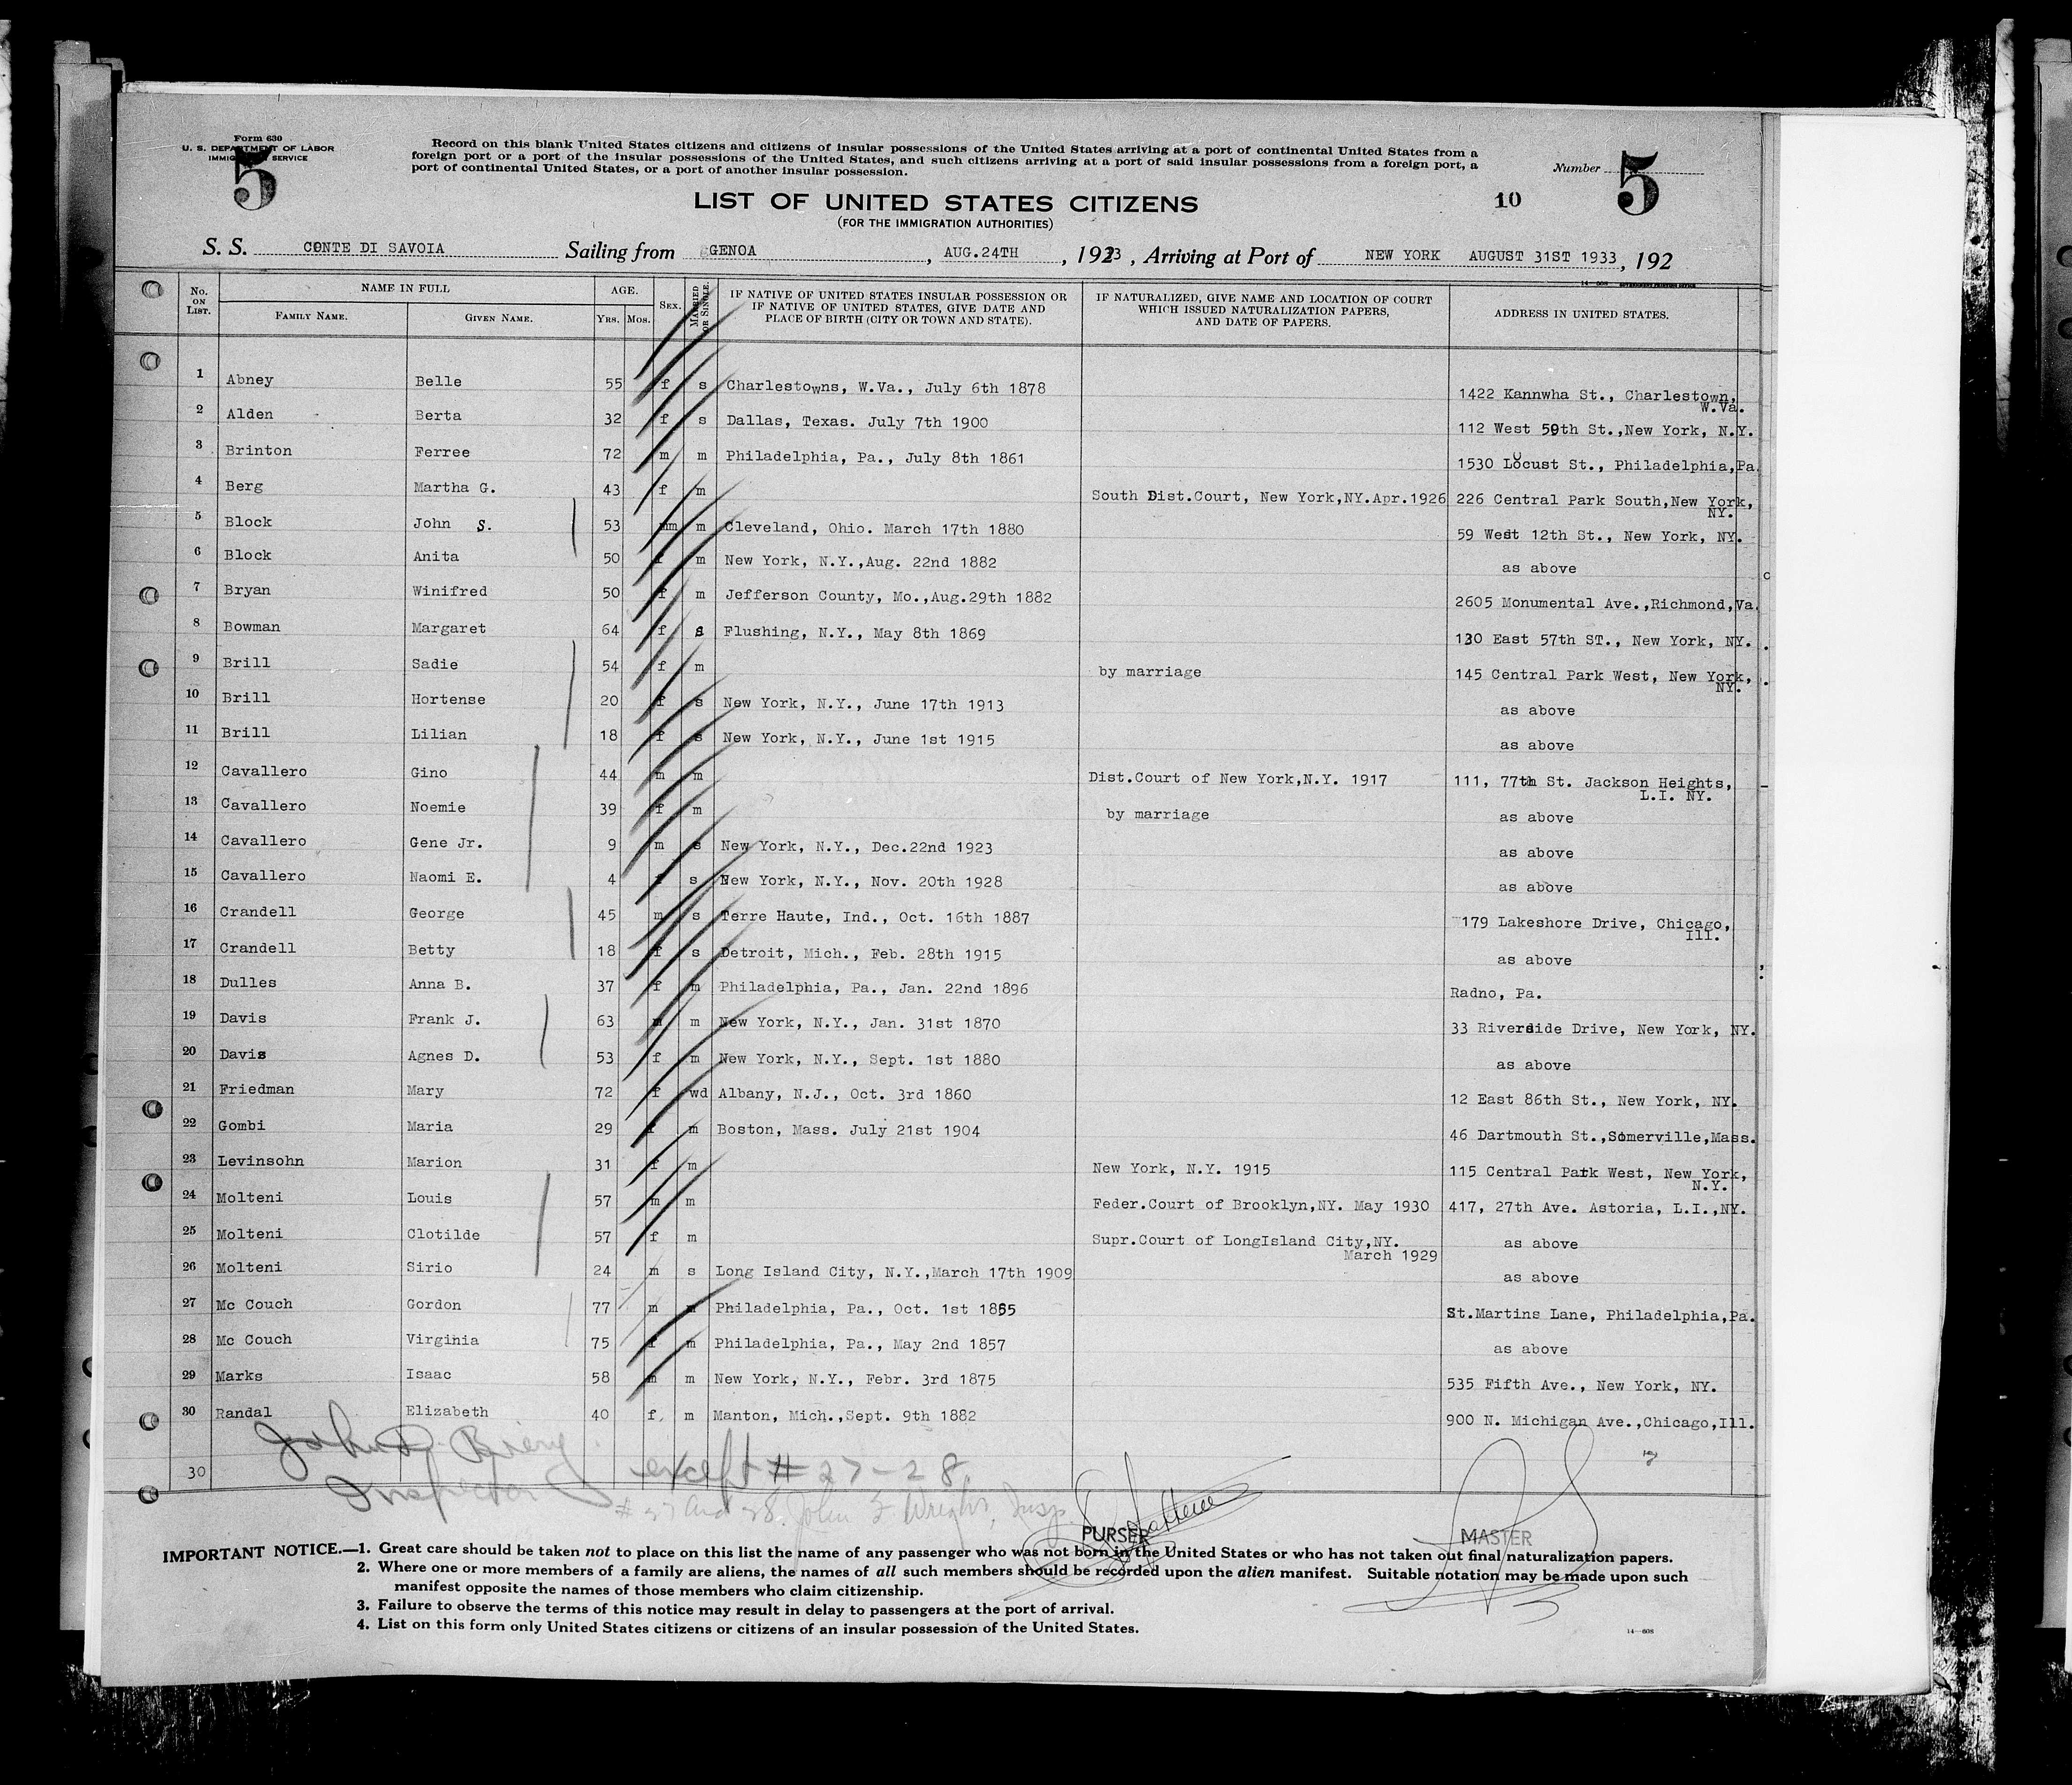 Form 630
U. S. DEPARTMENT OF LABOR
IMMIGRATION SERVICE
5
Record on this blank United States citizens and citizens of insular possessions of the United States arriving at a port of continental United States from a
foreign port or a port of the insular possessions of the United States, and such citizens arriving at a port of said insular possessions from a foreign port, a
port of continental United States, or a port of another insular possession.
Number 5
LIST OF UNITED STATES CITIZENS
10
(FOR THE IMMIGRATION AUTHORITIES)
S. S. CONTE DI SAVOIA Sailing from GENOA, AUG.24TH, 1933, Arriving at Port of NEW YORK AUGUST 31ST 1933, 192
No. ON LIST. NAME IN FULL AGE. SEX. MARRIED OR SINGLE. IF NATIVE OF UNITED STATES INSULAR POSSESSION OR IF NATIVE OF UNITED STATES, GIVE DATE AND PLACE OF BIRTH (CITY OR TOWN AND STATE). IF NATURALIZED, GIVE NAME AND LOCATION OF COURT WHICH ISSUED NATURALIZATION PAPERS, AND DATE OF PAPERS. ADDRESS IN UNITED STATES.
FAMILY NAME. GIVEN NAME. YRS. MOS.
1 Abney Belle 55 f s Charlestowns, W.Va., July 6th 1878 1422 Kannwha St., Charlestown, W.Va.
2 Alden Berta 32 f s Dallas, Texas. July 7th 1900 112 West 59th St.,New York, N.Y.
3 Brinton Ferree 72 m m Philadelphia, Pa., July 8th 1861 1530 Locust St., Philadelphia,Pa.
4 Berg Martha G. 43 f m South Dist.Court, New York,NY.Apr.1926 226 Central Park South,New York, NY.
5 Block John S. 53 mm m Cleveland, Ohio. March 17th 1880 59 West 12th St., New York, NY.
6 Block Anita 50 f m New York, N.Y.,Aug. 22nd 1882 as above
7 Bryan Winifred 50 f m Jefferson County, Mo.,Aug.29th 1882 2605 Monumental Ave.,Richmond,Va.
8 Bowman Margaret 64 f s Flushing, N.Y., May 8th 1869 130 East 57th ST., New York, NY.
9 Brill Sadie 54 f m by marriage 145 Central Park West, New York, NY.
10 Brill Hortense 20 f s New York, N.Y., June 17th 1913 as above
11 Brill Lilian 18 f s New York, N.Y., June 1st 1915 as above
12 Cavallero Gino 44 m m Dist.Court of New York,N.Y. 1917 111, 77th St. Jackson Heights, L.I. NY.
13 Cavallero Noemie 39 f m by marriage as above
14 Cavallero Gene Jr. 9 m s New York, N.Y., Dec.22nd 1923 as above
15 Cavallero Naomi E. 4 f s New York, N.Y., Nov. 20th 1928 as above
16 Crandell George 45 m s Terre Haute, Ind., Oct. 16th 1887 179 Lakeshore Drive, Chicago, Ill.
17 Crandell Betty 18 f s Detroit, Mich., Feb. 28th 1915 as above
18 Dulles Anna B. 37 f m Philadelphia, Pa., Jan. 22nd 1896 Radno, Pa.
19 Davis Frank J. 63 m m New York, N.Y., Jan. 31st 1870 33 Riverside Drive, New York, NY.
20 Davis Agnes D. 53 f m New York, N.Y., Sept. 1st 1880 as above
21 Friedman Mary 72 f wd Albany, N.J., Oct. 3rd 1860 12 East 86th St., New York, NY.
22 Gombi Maria 29 f m Boston, Mass. July 21st 1904 46 Dartmouth St.,Somerville,Mass.
23 Levinsohn Marion 31 f m New York, N.Y. 1915 115 Central Park West, New York, N.Y.
24 Molteni Louis 57 m m Feder.Court of Brooklyn,NY. May 1930 417, 27th Ave. Astoria, L.I.,NY.
25 Molteni Clotilde 57 f m Supr.Court of LongIsland City,NY. March 1929 as above
26 Molteni Sirio 24 m s Long Island City, N.Y.,March 17th 1909 as above
27 Mc Couch Gordon 77 m m Philadelphia, Pa., Oct. 1st 1855 St.Martins Lane, Philadelphia,Pa.
28 Mc Couch Virginia 75 f m Philadelphia, Pa., May 2nd 1857 as above
29 Marks Isaac 58 m m New York, N.Y., Febr. 3rd 1875 535 Fifth Ave., New York, NY.
30 Randal Elizabeth 40 f. m Manton, Mich.,Sept. 9th 1882 900 N. Michigan Ave.,Chicago,Ill.
John
30 Inspector except # 27-28
# 27 and 28. John F Wright, Insp.
PURSER MASTER
IMPORTANT NOTICE.—1. Great care should be taken not to place on this list the name of any passenger who was not born in the United States or who has not taken out final naturalization papers.
2. Where one or more members of a family are aliens, the names of all such members should be recorded upon the alien manifest. Suitable notation may be made upon such
manifest opposite the names of those members who claim citizenship.
3. Failure to observe the terms of this notice may result in delay to passengers at the port of arrival.
4. List on this form only United States citizens or citizens of an insular possession of the United States.
14—608